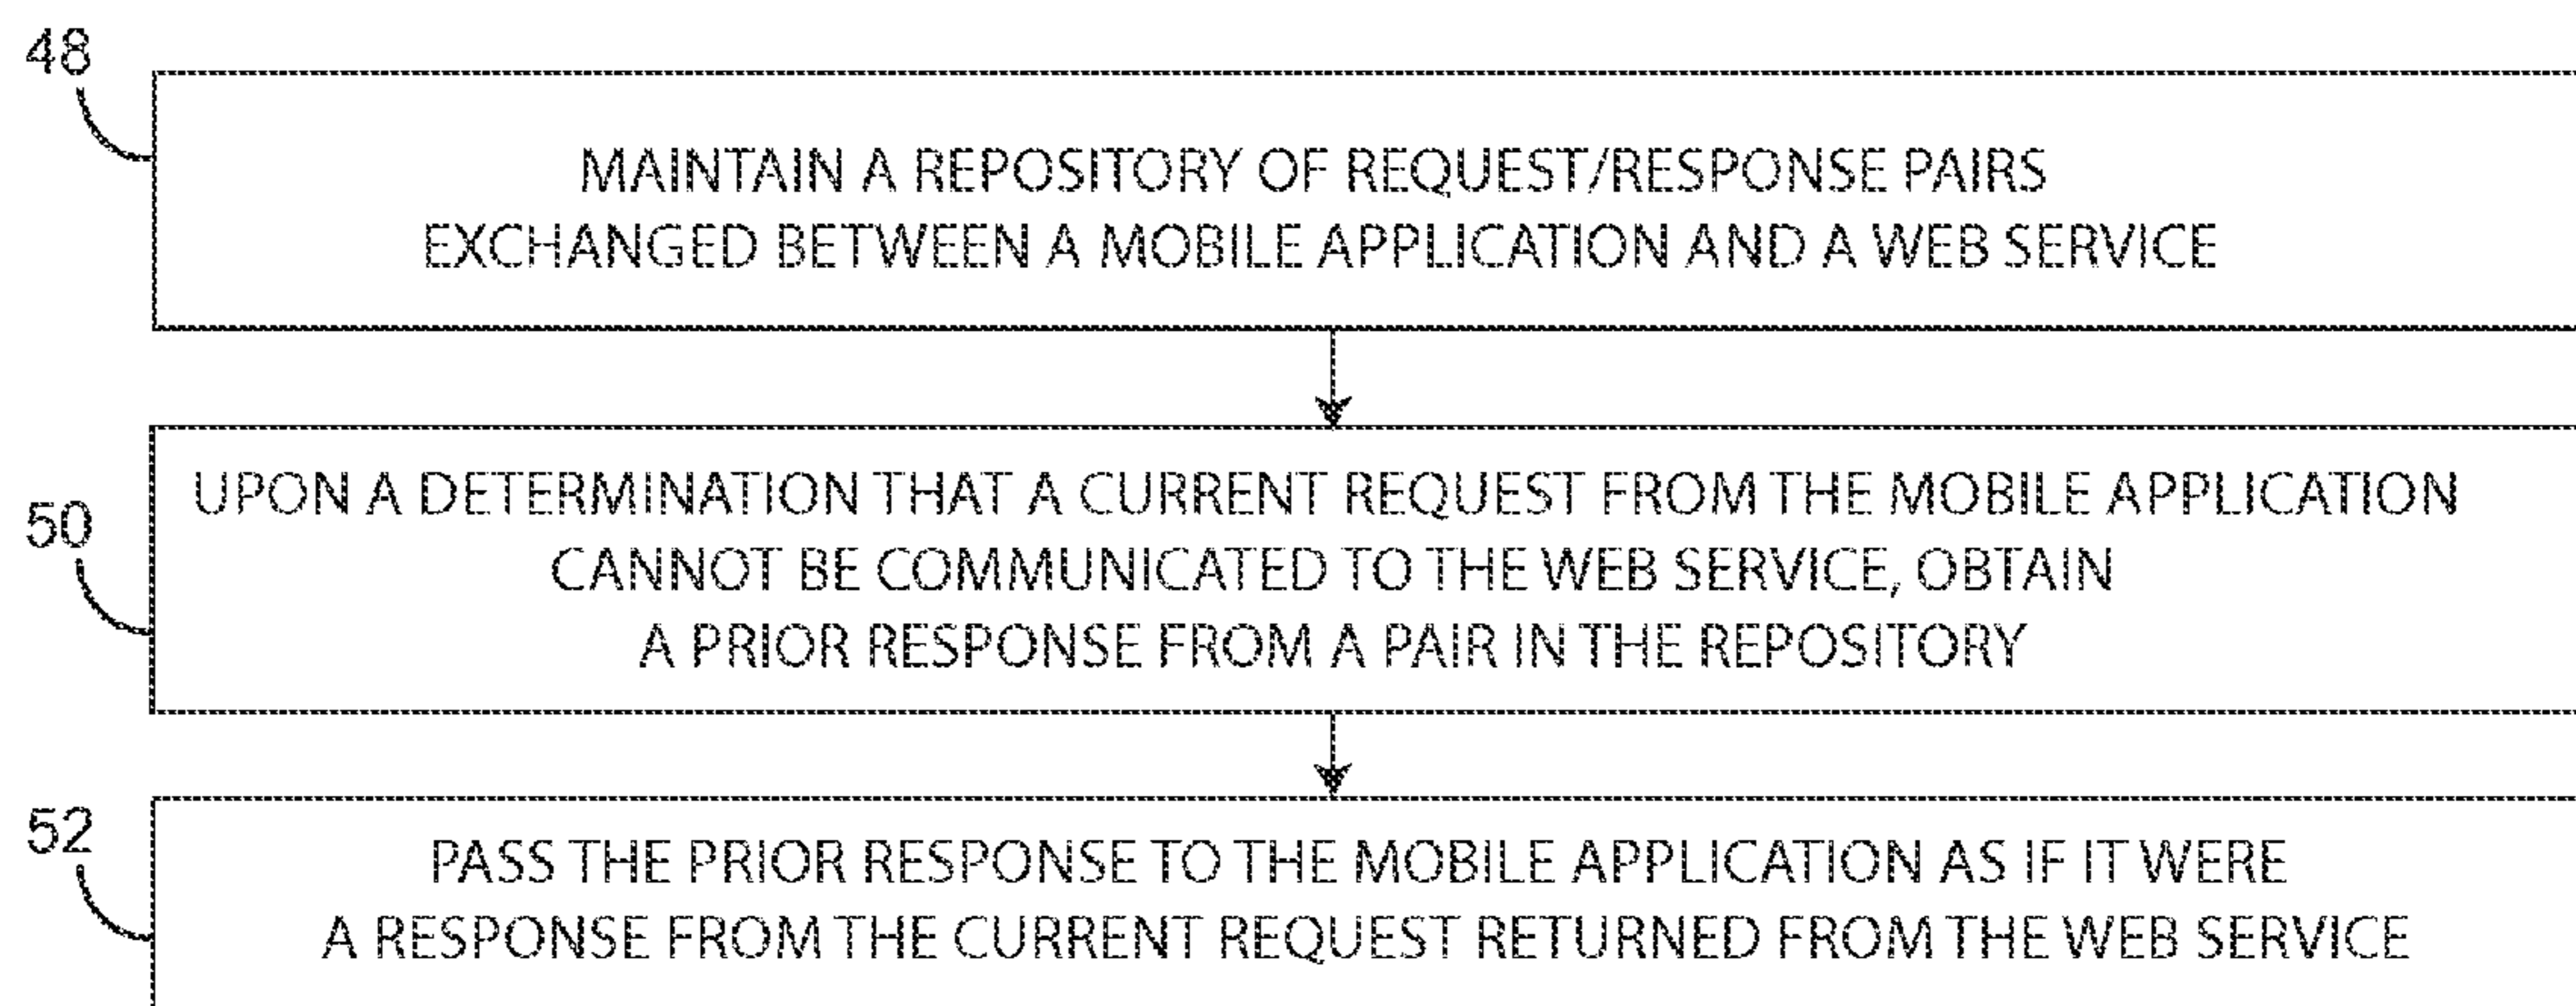 48
MAINTAIN A REPOSITORY OF REQUEST/RESPONSE PAIRS
EXCHANGED BETWEEN A MOBILE APPLICATION AND A WEB SERVICE
50
UPON A DETERMINATION THAT A CURRENT REQUEST FROM THE MOBILE APPLICATION
CANNOT BE COMMUNICATED TO THE WEB SERVICE, OBTAIN
A PRIOR RESPONSE FROM A PAIR IN THE REPOSITORY
52
PASS THE PRIOR RESPONSE TO THE MOBILE APPLICATION AS IF IT WERE
A RESPONSE FROM THE CURRENT REQUEST RETURNED FROM THE WEB SERVICE